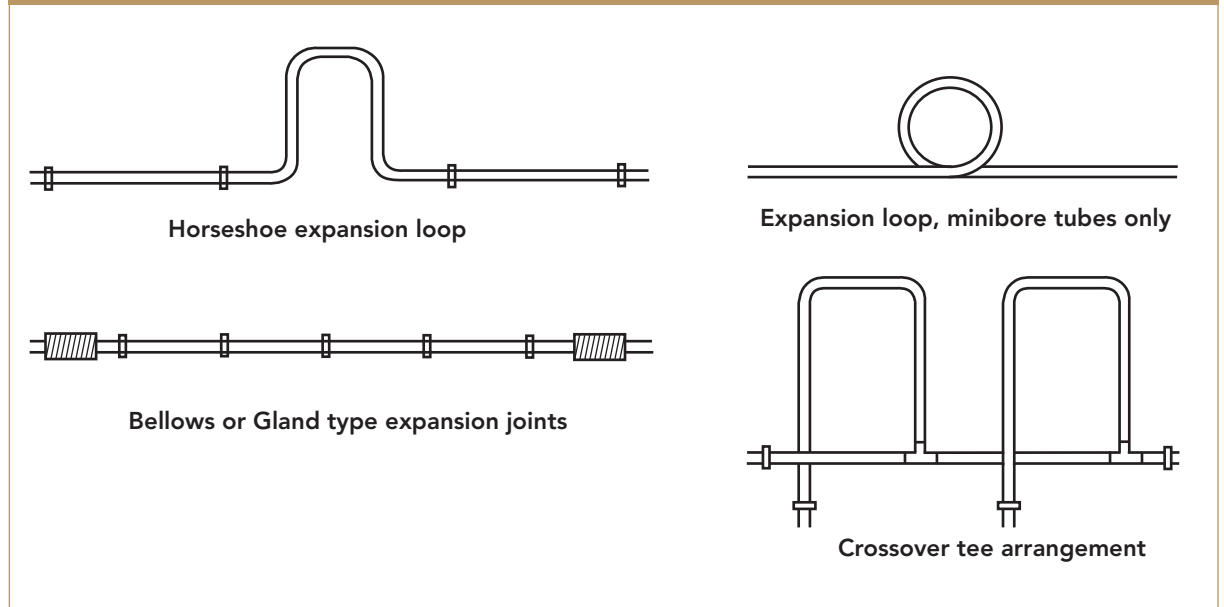 Horseshoe expansion loop
Expansion loop, minibore tubes only
Bellows or Gland type expansion joints
Crossover tee arrangement